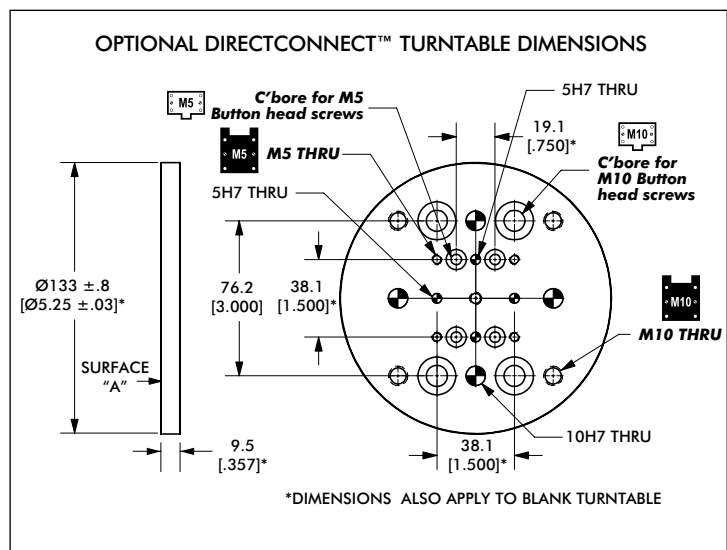 OPTIONAL DIRECTCONNECT™ TURNTABLE DIMENSIONS
M5
C'bore for M5
Button head screws
5H7 THRU
M5
M5 THRU
19.1
[.750]*
M10
C'bore for
M10 Button
head screws
5H7 THRU
Ø133 ±.8
[Ø5.25 ±.03]*
76.2
[3.000]
38.1
[1.500]*
M10
M10 THRU
SURFACE
"A"
10H7 THRU
9.5
[.357]*
38.1
[1.500]*
*DIMENSIONS ALSO APPLY TO BLANK TURNTABLE